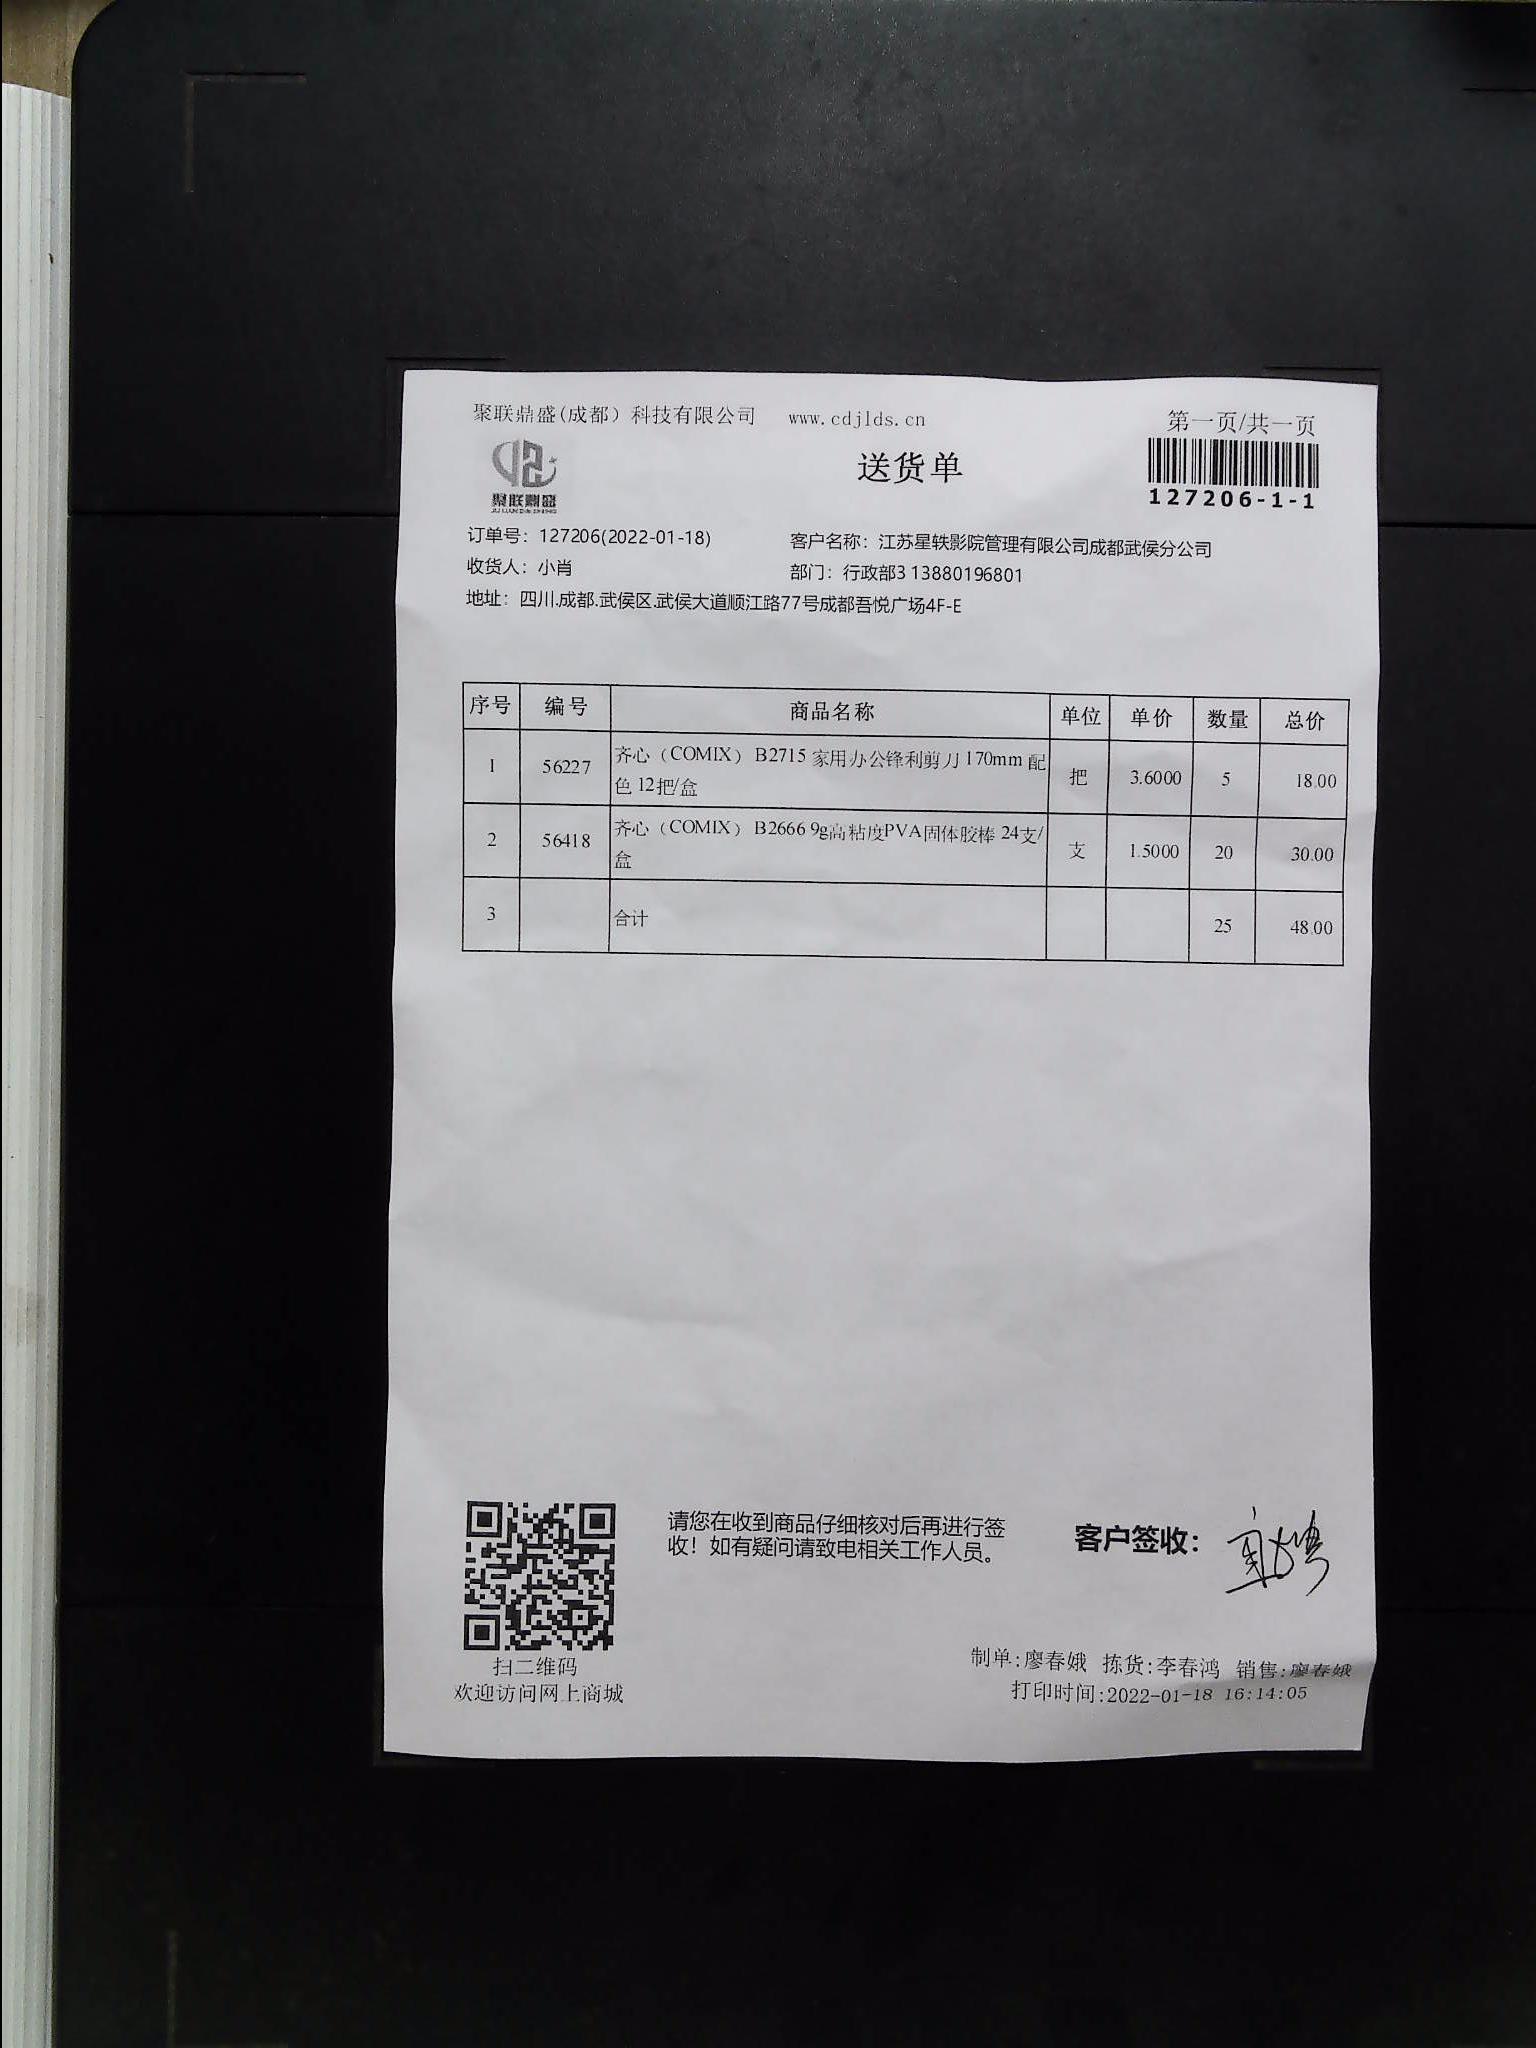 聚联鼎盛(成都）科技有限公司 www.cdjlds.cn
第一页/共一页
聚联鼎盛
送货单
127206-1-1
订单号：127206(2022-01-18) 客户名称：江苏星轶影院管理有限公司成都武侯分公司
收货人：小肖 部门：行政部3 13880196801
地址：四川.成都.武侯区.武侯大道顺江路77号成都吾悦广场4F-E
序号 编号 商品名称 单位 单价 数量 总价
1 56227 齐心（COMIX） B2715 家用办公锋利剪刀 170mm 配 把 3.6000 5 18.00
色 12把/盒
2 56418 齐心（COMIX） B2666 9g高粘度PVA固体胶棒 24支/ 支 1.5000 20 30.00
盒
3 合计 25 48.00
请您在收到商品仔细核对后再进行签
收！如有疑问请致电相关工作人员。
客户签收：
扫二维码
欢迎访问网上商城
制单:廖春娥 拣货:李春鸿 销售:廖春娥
打印时间:2022-01-18 16:14:05